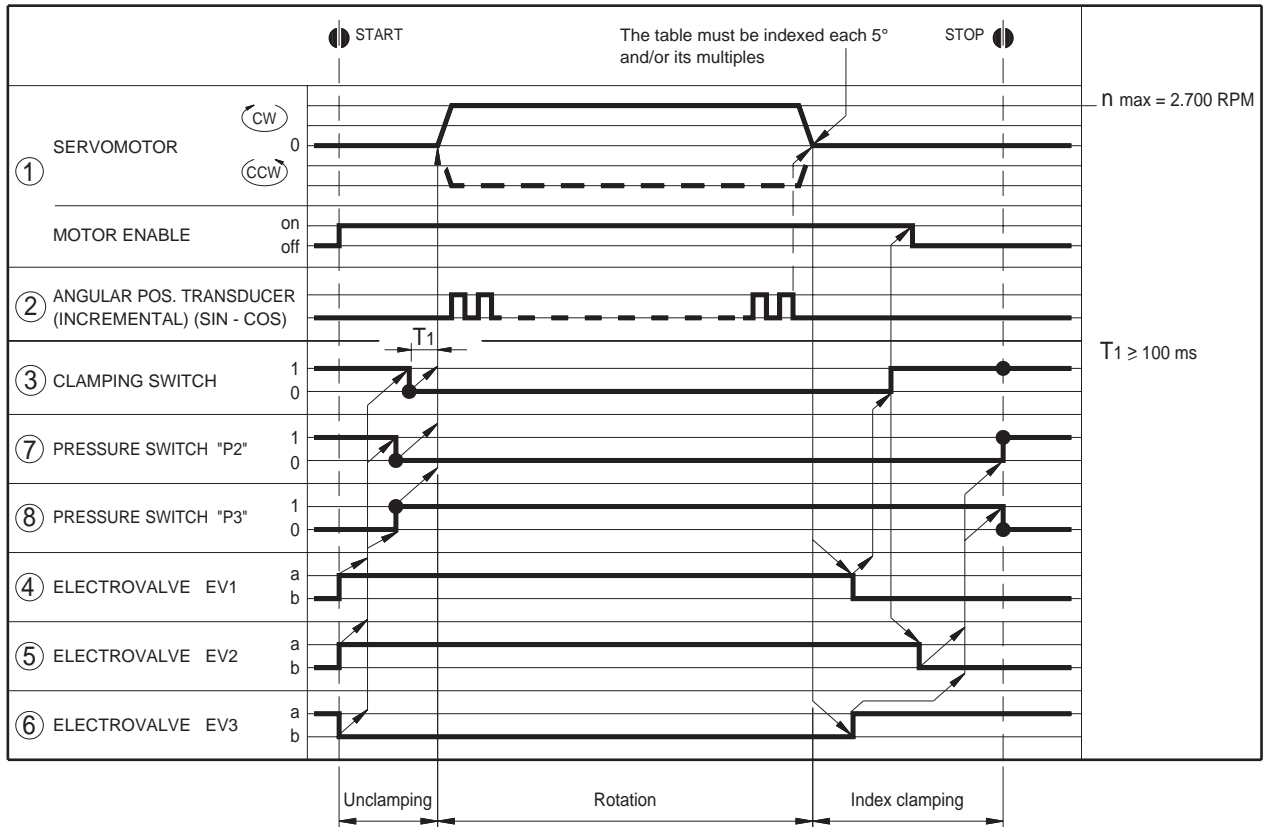 START
The table must be indexed each 5°
and/or its multiples
STOP
n max = 2.700 RPM
1
SERVOMOTOR
CW
0
CCW
MOTOR ENABLE
on
off
2
ANGULAR POS. TRANSDUCER
(INCREMENTAL) (SIN - COS)
T1
T1 ≥ 100 ms
3
CLAMPING SWITCH
1
0
7
PRESSURE SWITCH "P2"
1
0
8
PRESSURE SWITCH "P3"
1
0
4
ELECTROVALVE EV1
a
b
5
ELECTROVALVE EV2
a
b
6
ELECTROVALVE EV3
a
b
Unclamping
Rotation
Index clamping